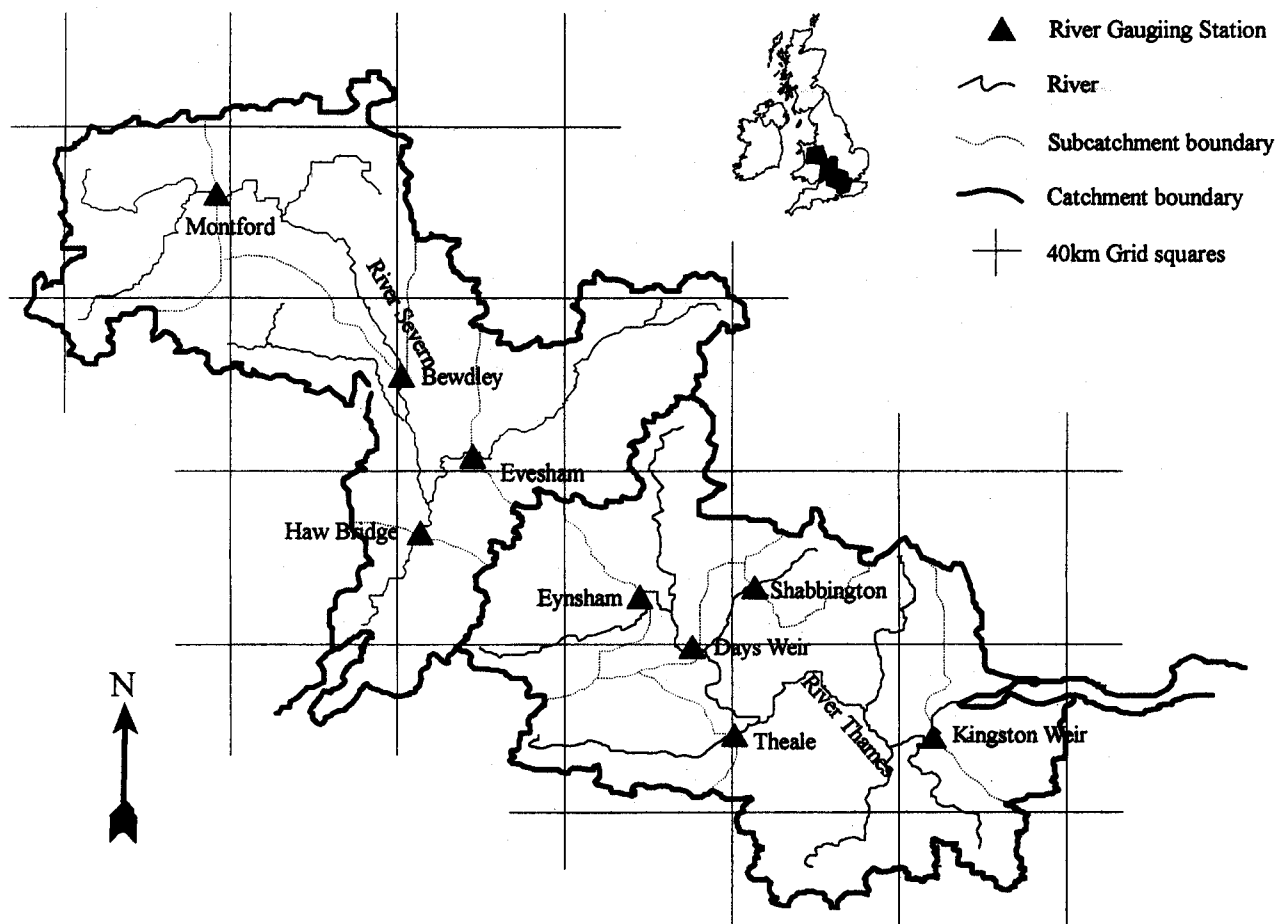 River Gaugiing Station
River
Subcatchment boundary
Catchment boundary
40km Grid squares
Montford
River Severn
Bewdley
Evesham
Haw Bridge
Eynsham
Shabbington
Days Weir
River Thames
Theale
Kingston Weir
N